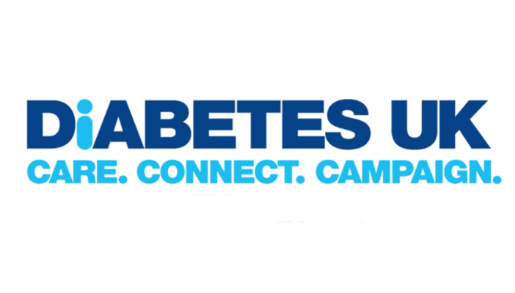 DiABETES UK
CARE. CONNECT. CAMPAIGN.